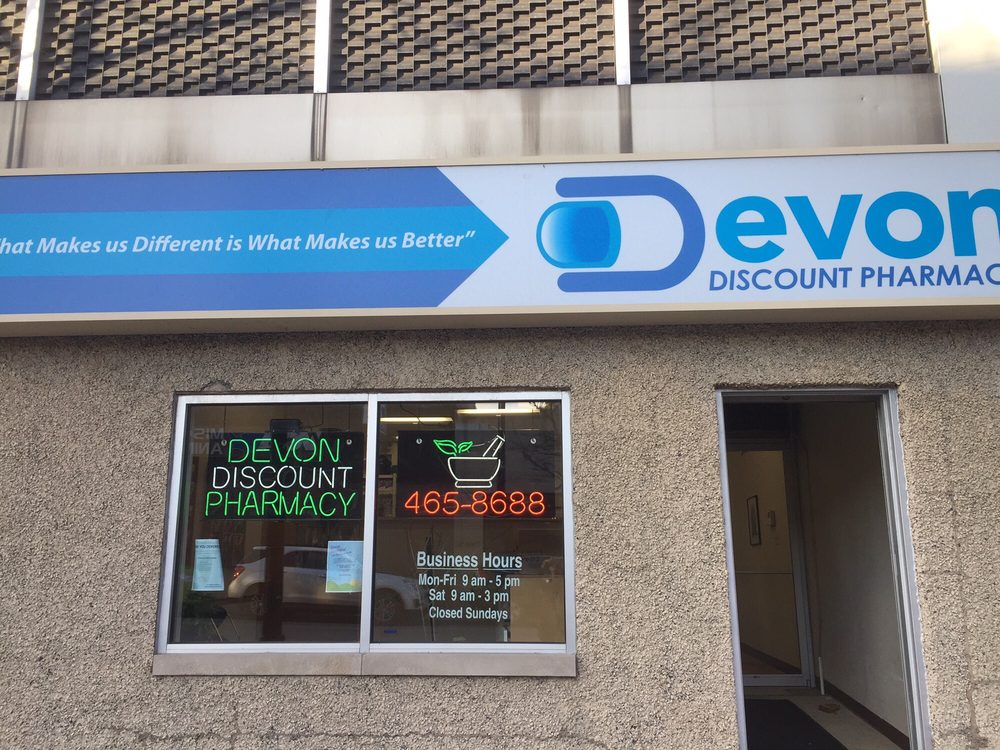 hat Makes us Different is What Makes us Better”
Devon
DISCOUNT PHARMAC
DEVON
DISCOUNT
PHARMACY
465-8688
Business Hours
Mon-Fri 9 am - 5 pm
Sat 9 am - 3 pm
Closed Sundays